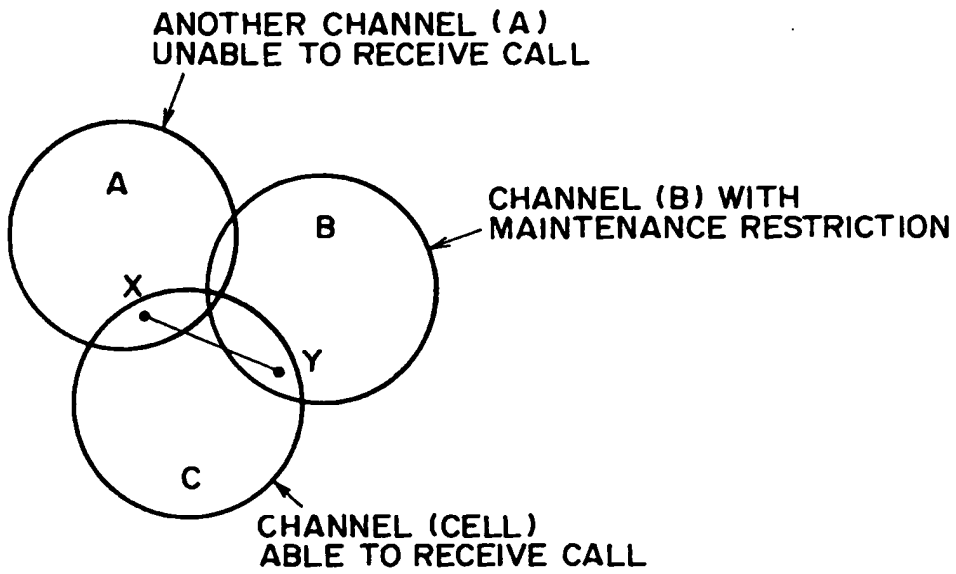 ANOTHER CHANNEL (A)
UNABLE TO RECEIVE CALL
A
B
CHANNEL (B) WITH
MAINTENANCE RESTRICTION
X
Y
C
CHANNEL (CELL)
ABLE TO RECEIVE CALL